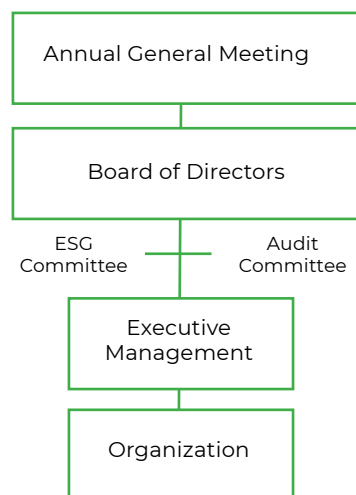 Annual General Meeting
Board of Directors
ESG
Committee
Audit
Committee
Executive
Management
Organization